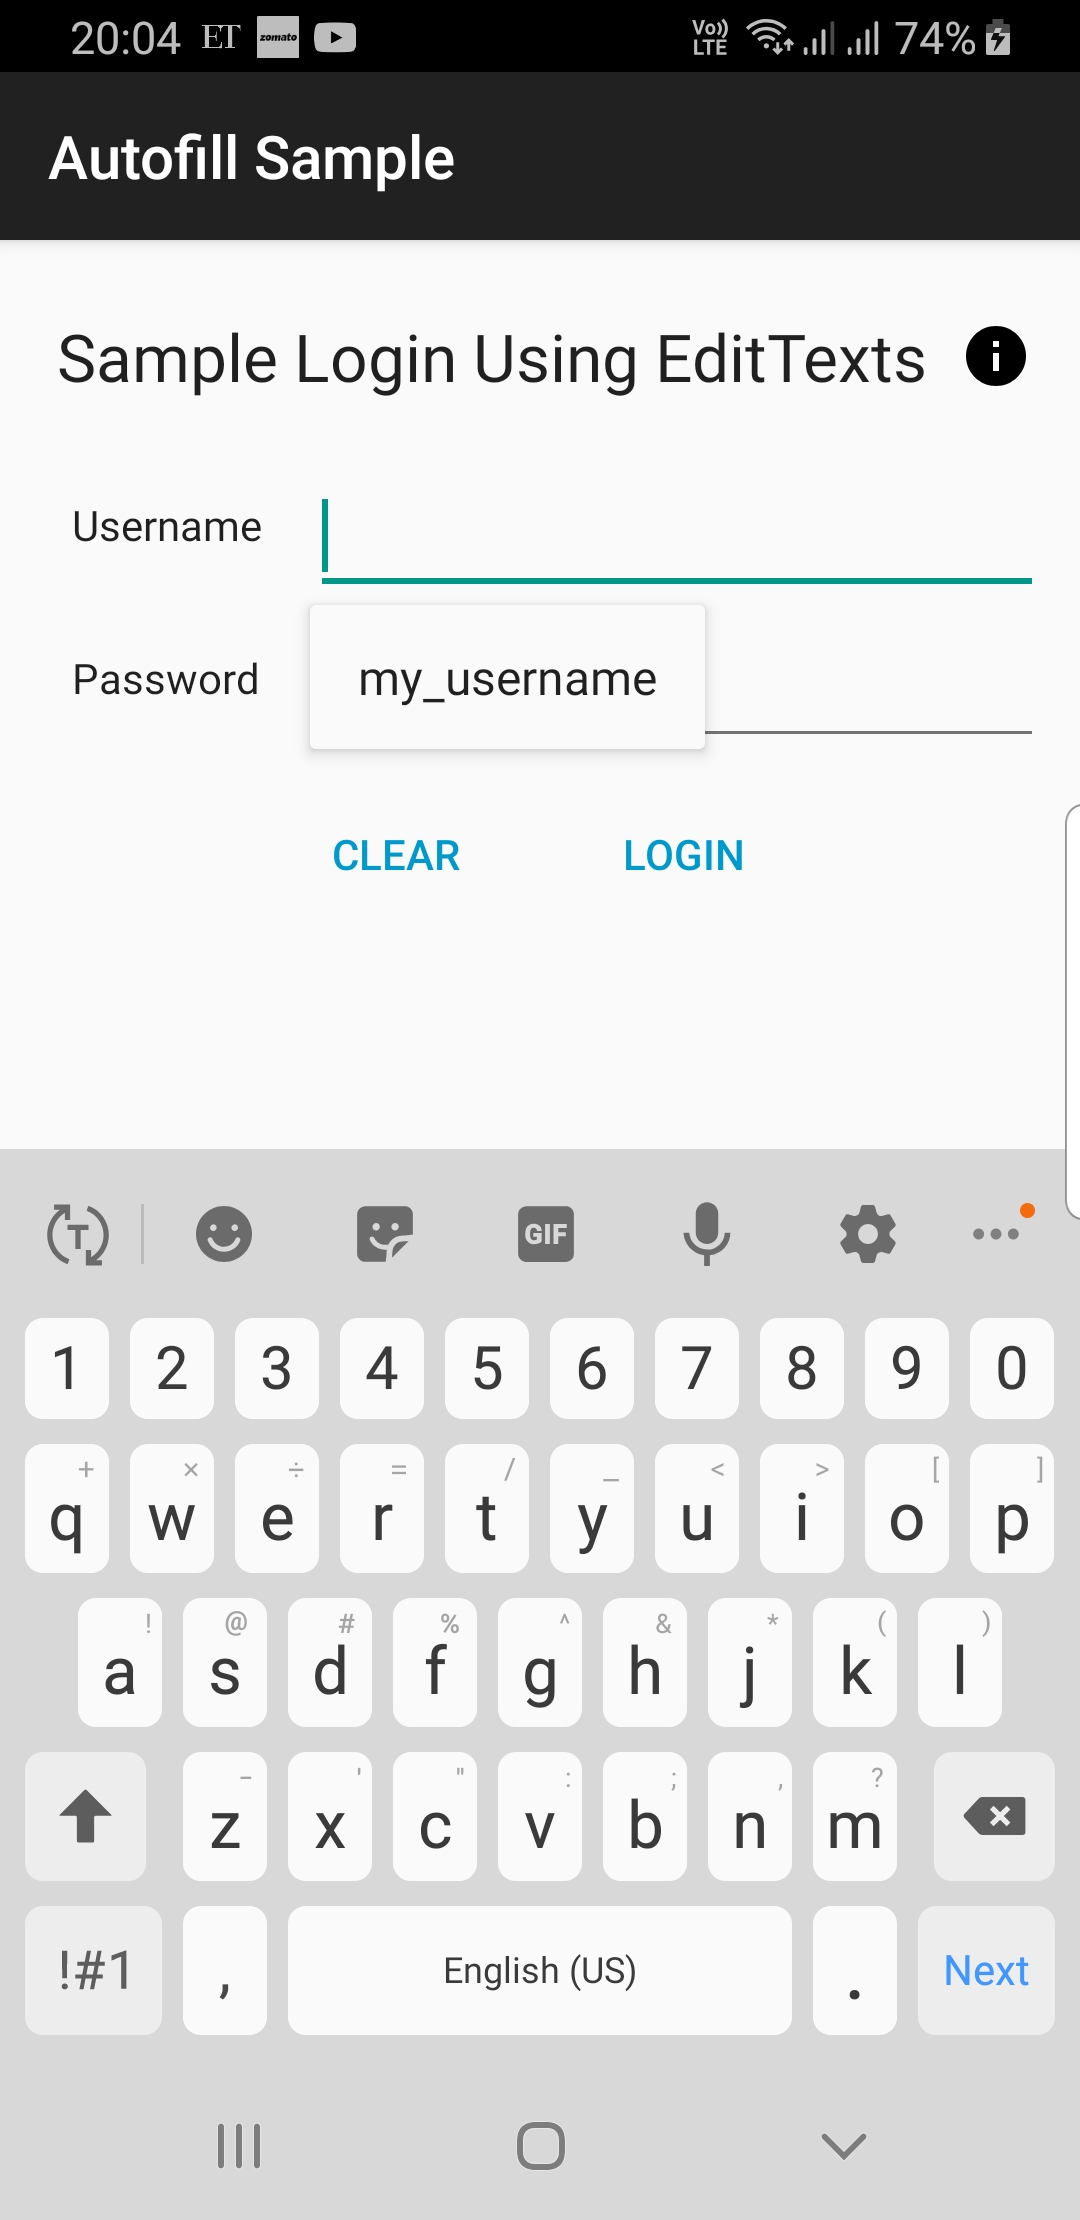 20:04 ET zomato Vo)) LTE 74%
Autofill Sample
Sample Login Using EditTexts i
Username
Password my_username
CLEAR LOGIN
T GIF
1 2 3 4 5 6 7 8 9 0
+ × ÷ = / _ < > [ ]
q w e r t y u i o p
! @ # % ^ & * ( )
a s d f g h j k l
- ' " : ; , ?
z x c v b n m
!#1 , English (US) . Next